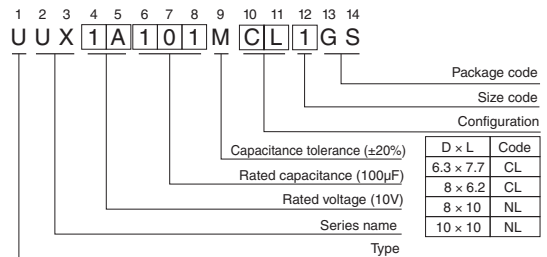 1 2 3 4 5 6 7 8 9 10 11 12 13 14
U U X 1 A 1 0 1 M C L 1 G S
Package code
Size code
Configuration
Capacitance tolerance (±20%)
Rated capacitance (100µF)
Rated voltage (10V)
Series name
Type
D × L Code
6.3 × 7.7 CL
8 × 6.2 CL
8 × 10 NL
10 × 10 NL